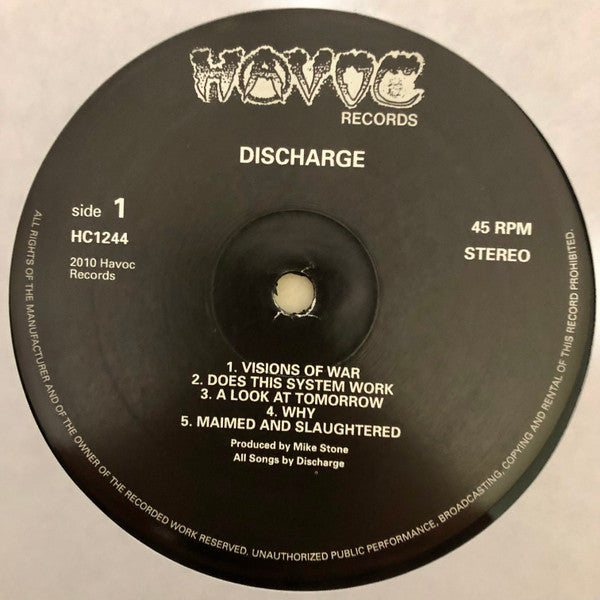 HAVOC
RECORDS
DISCHARGE
side 1
HC1244
2010 Havoc
Records
45 RPM
STEREO
1. VISIONS OF WAR
2. DOES THIS SYSTEM WORK
3. A LOOK AT TOMORROW
4. WHY
5. MAIMED AND SLAUGHTERED
Produced by Mike Stone
All Songs by Discharge
ALL RIGHTS OF THE MANUFACTURER AND OF THE OWNER OF THE RECORDED WORK RESERVED. UNAUTHORIZED PUBLIC PERFORMANCE, BROADCASTING, COPYING AND RENTAL OF THIS RECORD PROHIBITED.